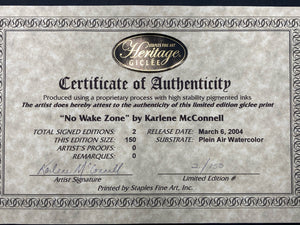 STAPLES FINE ART
Heritage
GICLÉE
Certificate of Authenticity
Produced using a proprietary process with high stability pigmented inks
The artist does hereby attest to the authenticity of this limited edition giclée print
"No Wake Zone" by Karlene McConnell
TOTAL SIGNED EDITIONS: 2 RELEASE DATE: March 6, 2004
THIS EDITION SIZE: 150 SUBSTRATE: Plein Air Watercolor
ARTIST'S PROOFS: 0
REMARQUES: 0
Karlene McConnell
Artist Signature Limited Edition #
Printed by Staples Fine Art, Inc.